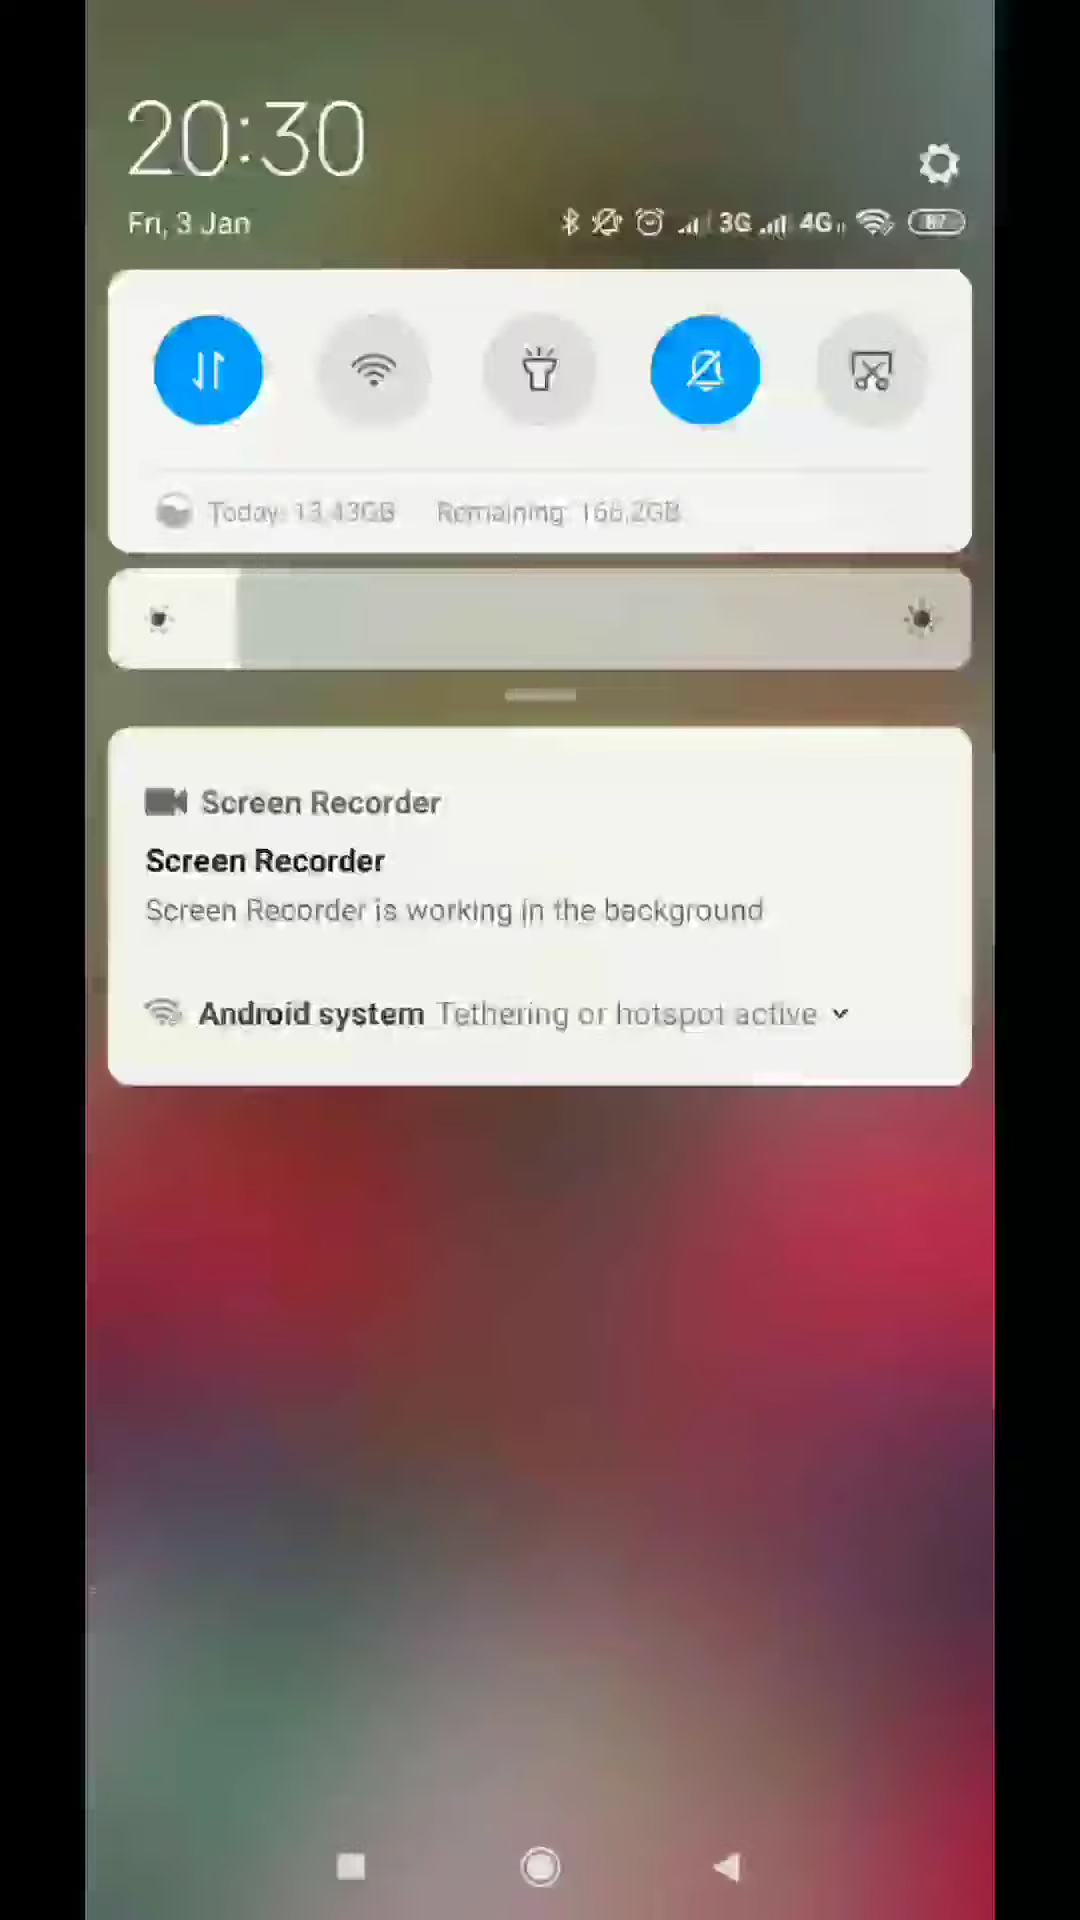 20:30
Fri, 3 Jan
3G 4G 87
Today: 13,43GB Remaining: 166,2GB
Screen Recorder
Screen Recorder
Screen Recorder is working in the background
Android system Tethering or hotspot active